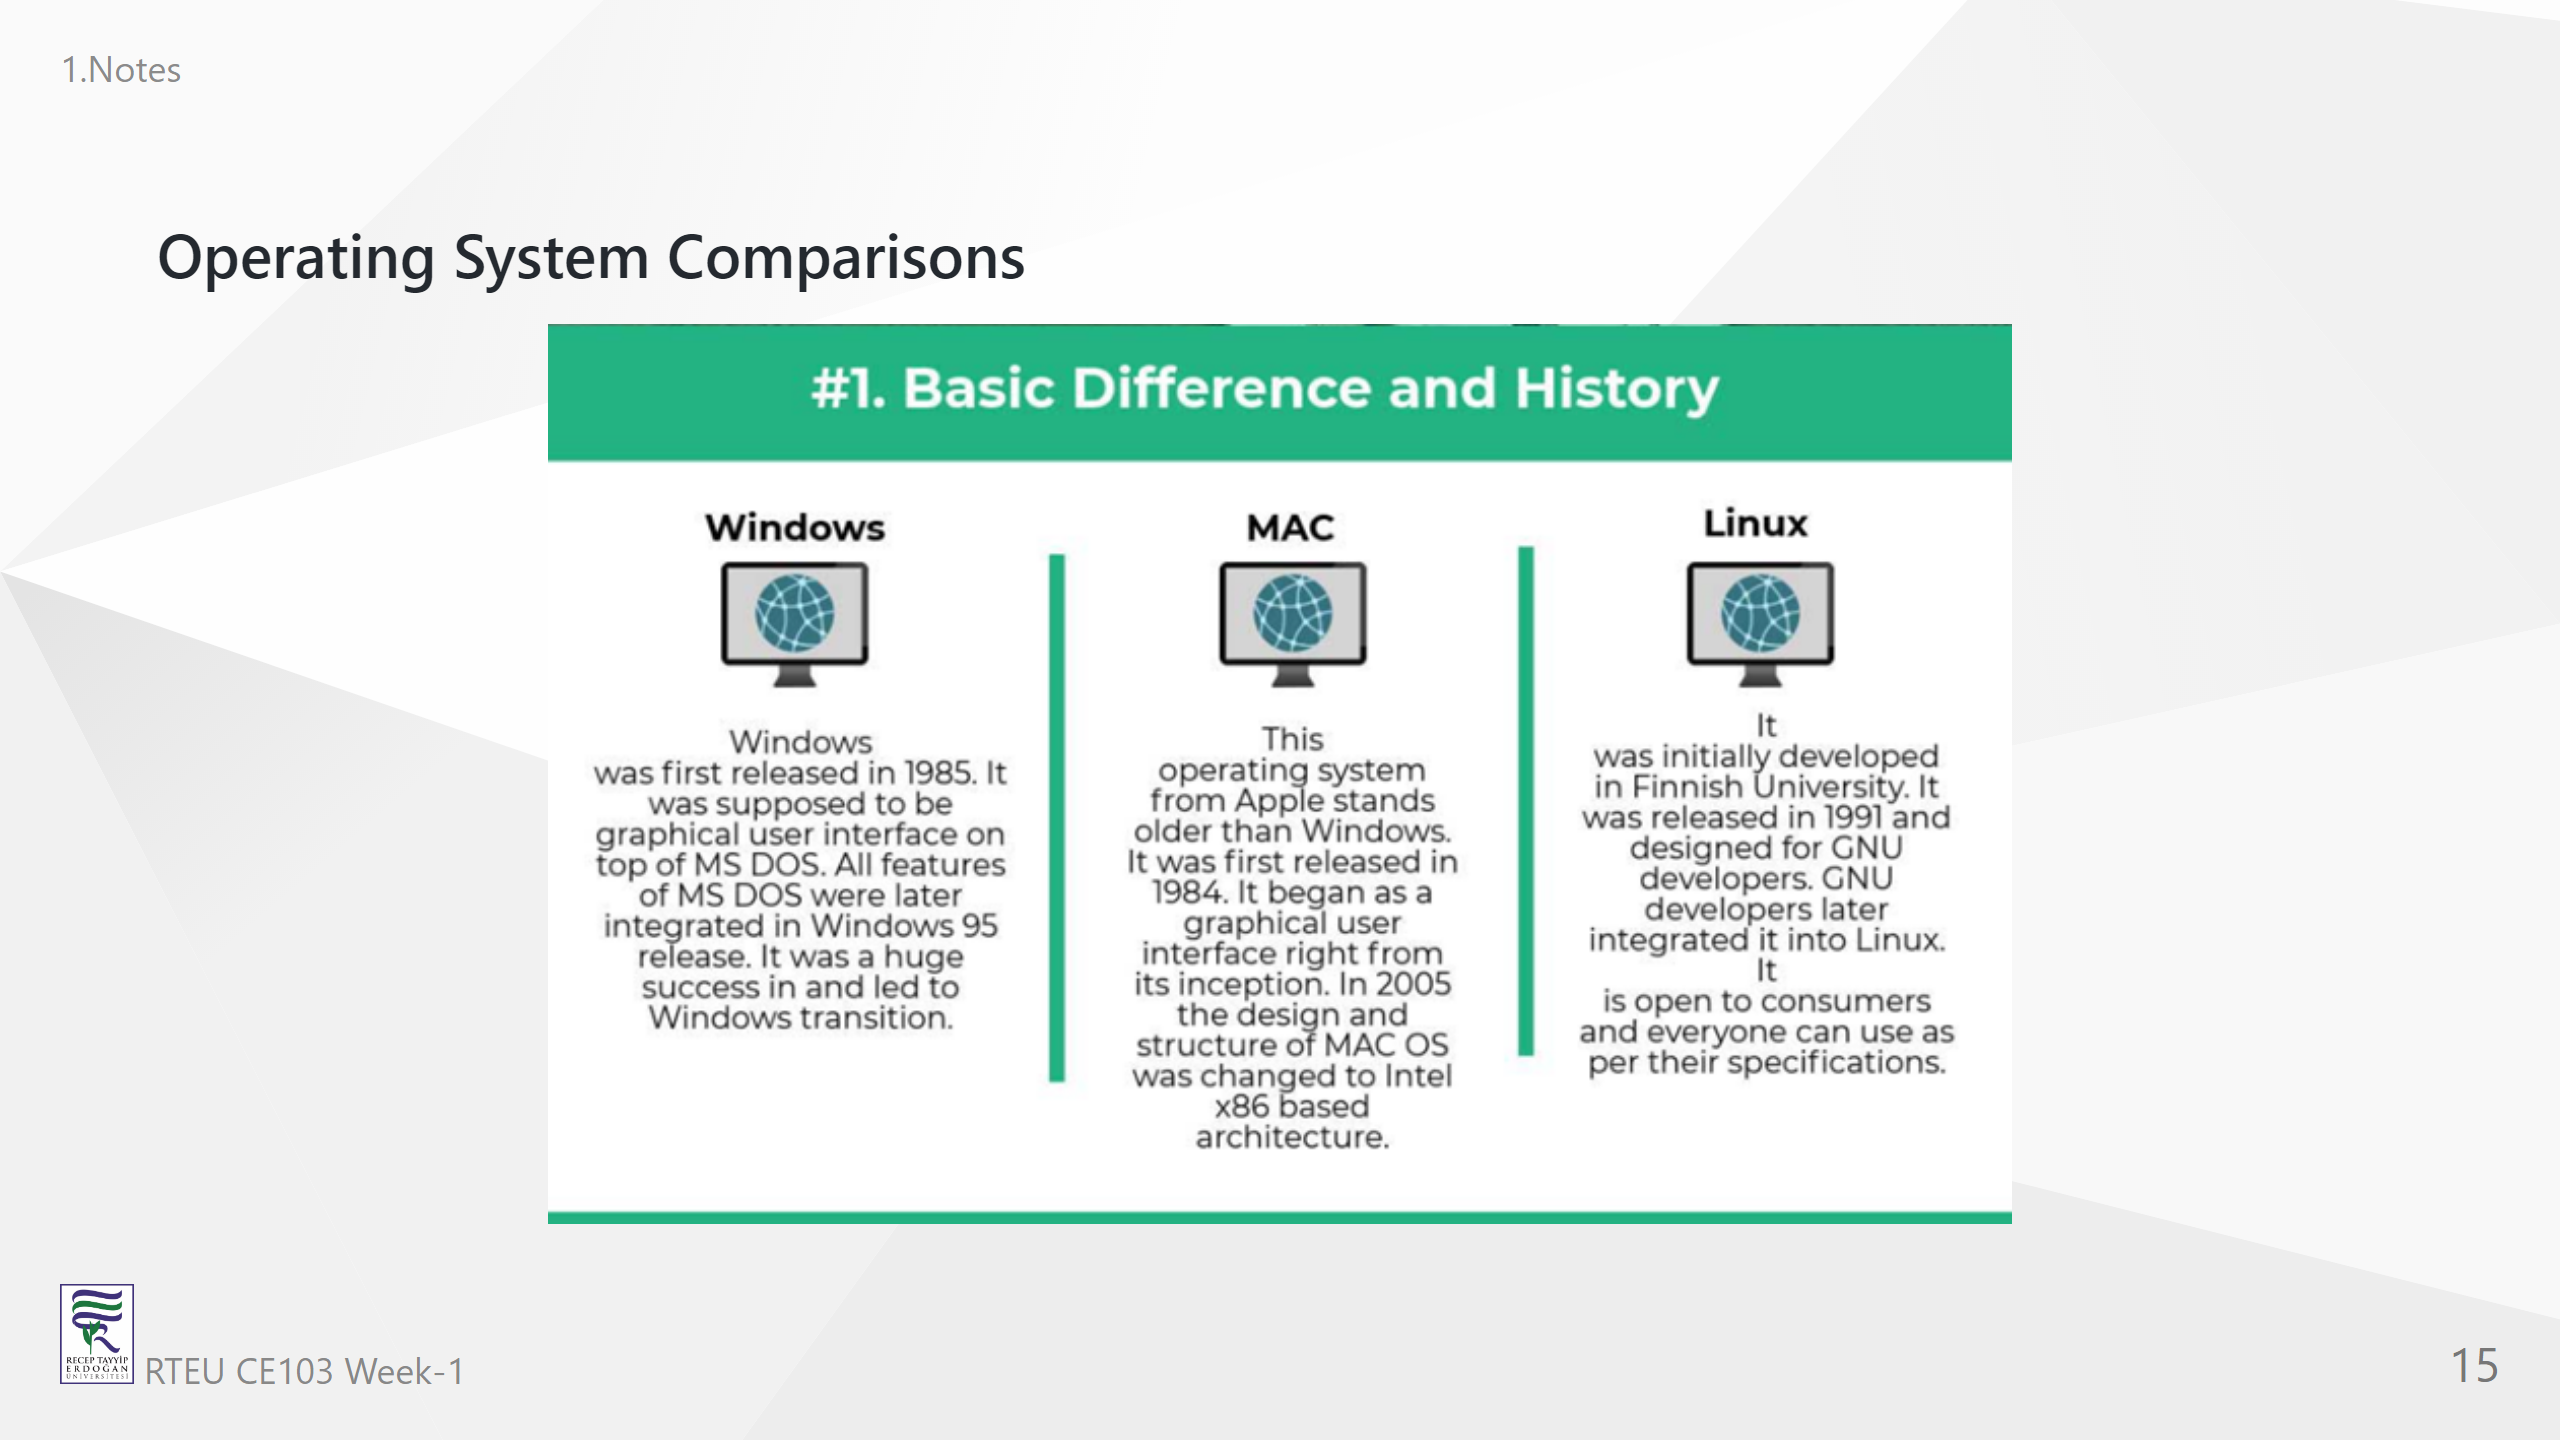 1.Notes
Operating System Comparisons
#1. Basic Difference and History
Windows
Windows
was first released in 1985. It
was supposed to be
graphical user interface on
top of MS DOS. All features
of MS DOS were later
integrated in Windows 95
release. It was a huge
success in and led to
Windows transition.
MAC
This
operating system
from Apple stands
older than Windows.
It was first released in
1984. It began as a
graphical user
interface right from
its inception. In 2005
the design and
structure of MAC OS
was changed to Intel
x86 based
architecture.
Linux
It
was initially developed
in Finnish University. It
was released in 1991 and
designed for GNU
developers. GNU
developers later
integrated it into Linux.
It
is open to consumers
and everyone can use as
per their specifications.
RECEP TAYYİP
ERDOĞAN
ÜNİVERSİTESİ
RTEU CE103 Week-1
15